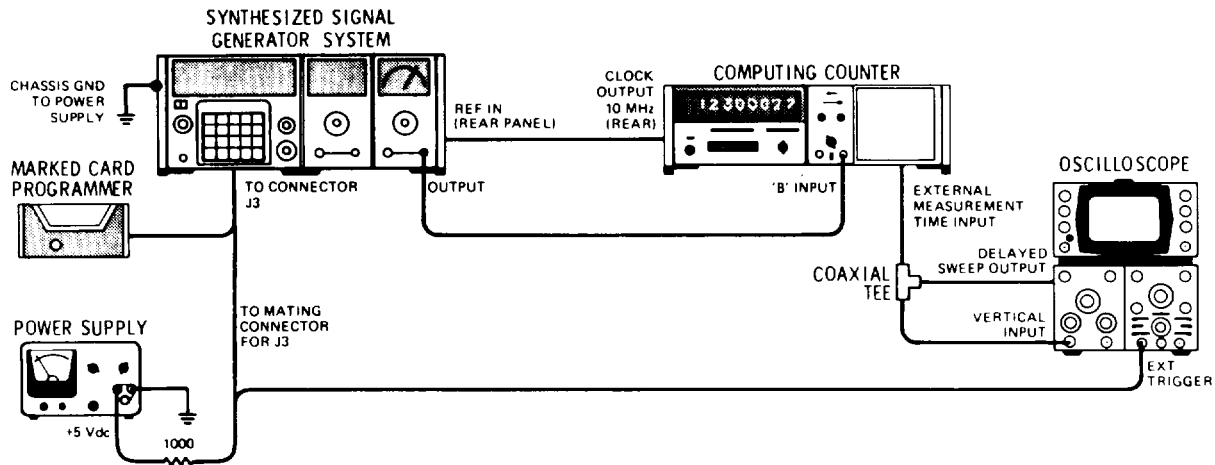 SYNTHESIZED SIGNAL
GENERATOR SYSTEM
CHASSIS GND
TO POWER
SUPPLY
REF IN
(REAR PANEL)
CLOCK
OUTPUT
10 MHz
(REAR)
COMPUTING COUNTER
12300077
MARKED CARD
PROGRAMMER
TO CONNECTOR
J3
OUTPUT
'B' INPUT
EXTERNAL
MEASUREMENT
TIME INPUT
OSCILLOSCOPE
DELAYED
SWEEP OUTPUT
COAXIAL
TEE
VERTICAL
INPUT
TO MATING
CONNECTOR
FOR J3
POWER SUPPLY
EXT
TRIGGER
+5 Vdc
1000